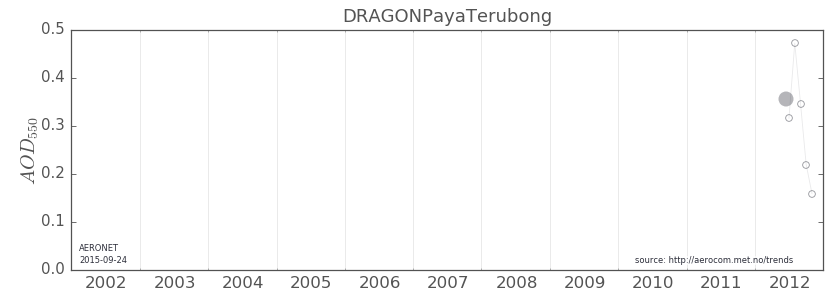 DRAGONPayaTerubong
0.5
0.4
0.3
0.2
0.1
0.0
AOD550
AERONET
2015-09-24
source: http://aerocom.met.no/trends
2002 2003 2004 2005 2006 2007 2008 2009 2010 2011 2012